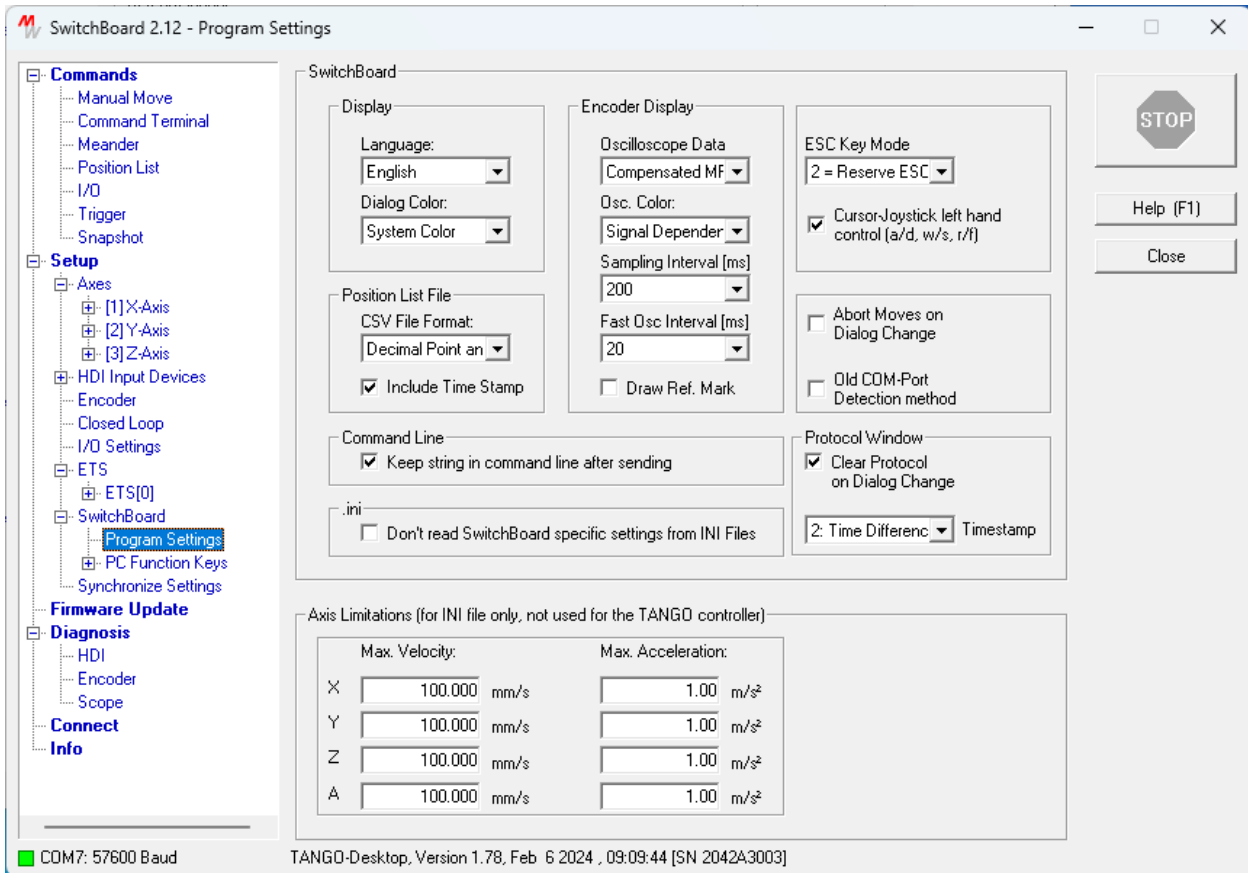 SwitchBoard 2.12 - Program Settings
Commands
Manual Move
Command Terminal
Meander
Position List
I/O
Trigger
Snapshot
Setup
Axes
[1] X-Axis
[2] Y-Axis
[3] Z-Axis
HDI Input Devices
Encoder
Closed Loop
I/O Settings
ETS
ETS[0]
SwitchBoard
Program Settings
PC Function Keys
Synchronize Settings
Firmware Update
Diagnosis
HDI
Encoder
Scope
Connect
Info
SwitchBoard
Display
Language:
English
Dialog Color:
System Color
Position List File
CSV File Format:
Decimal Point an
Include Time Stamp
Encoder Display
Oscilloscope Data
Compensated MF
Osc. Color:
Signal Depender
Sampling Interval [ms]
200
Fast Osc Interval [ms]
20
Draw Ref. Mark
ESC Key Mode
2 = Reserve ESC
Cursor-Joystick left hand
control (a/d, w/s, r/f)
Abort Moves on
Dialog Change
Old COM-Port
Detection method
Command Line
Keep string in command line after sending
.ini
Don't read SwitchBoard specific settings from INI Files
Protocol Window
Clear Protocol
on Dialog Change
2: Time Differenc Timestamp
Axis Limitations (for INI file only, not used for the TANGO controller)
Max. Velocity: Max. Acceleration:
X 100.000 mm/s 1.00 m/s²
Y 100.000 mm/s 1.00 m/s²
Z 100.000 mm/s 1.00 m/s²
A 100.000 mm/s 1.00 m/s²
STOP
Help (F1)
Close
COM7: 57600 Baud
TANGO-Desktop, Version 1.78, Feb 6 2024 , 09:09:44 [SN 2042A3003]